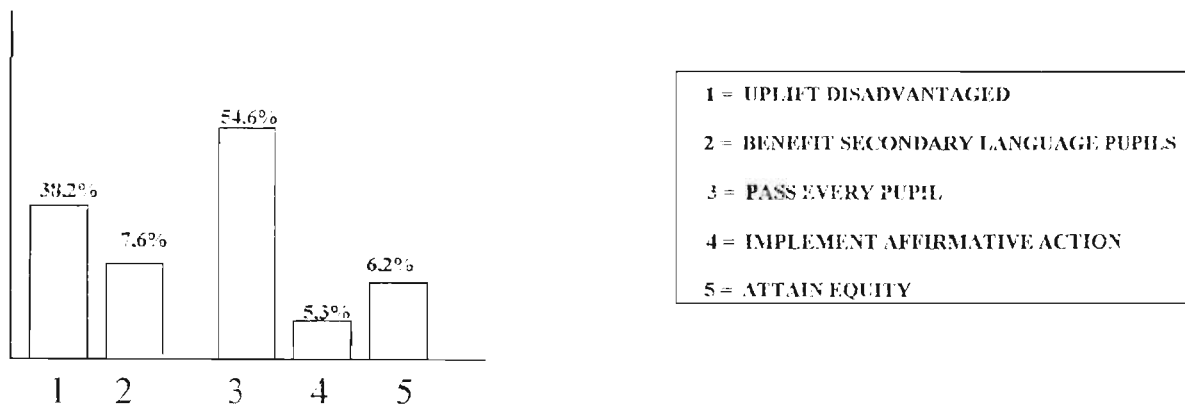 54.6%
38.2%
7.6%
6.2%
5.3%
1 2 3 4 5
1 = UPLIFT DISADVANTAGED
2 = BENEFIT SECONDARY LANGUAGE PUPILS
3 = PASS EVERY PUPIL
4 = IMPLEMENT AFFIRMATIVE ACTION
5 = ATTAIN EQUITY